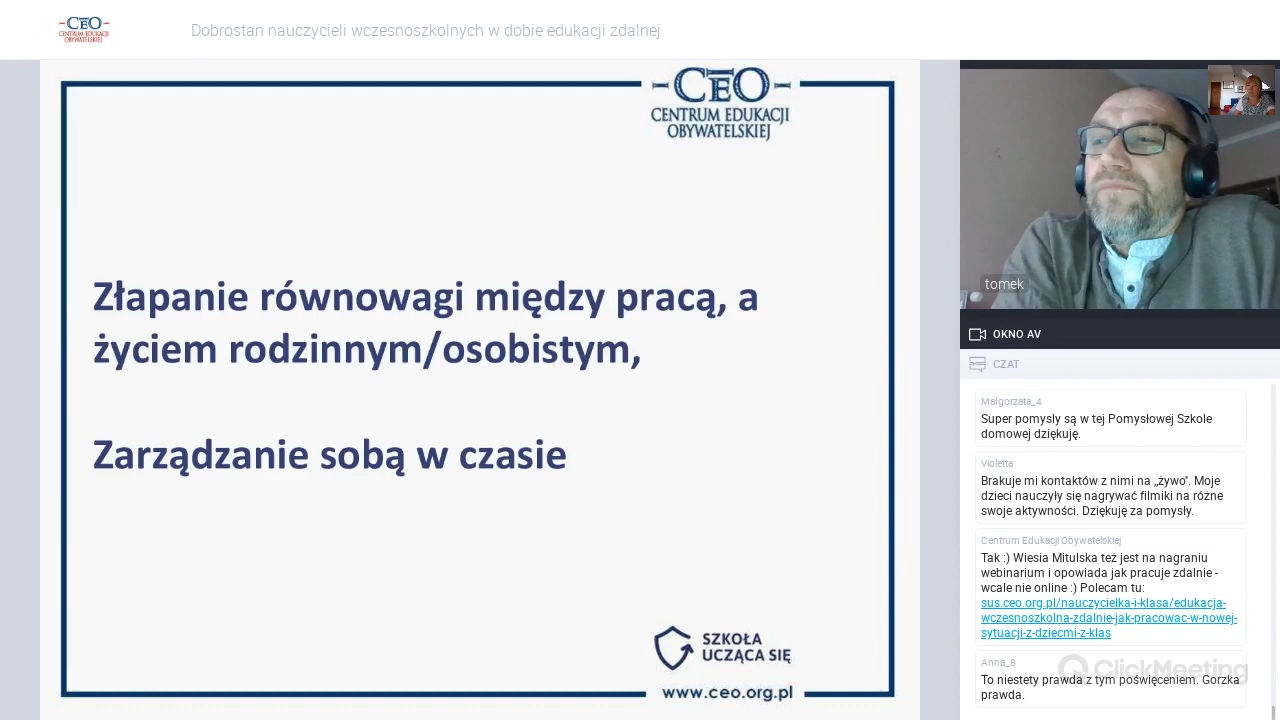 CEO
CENTRUM EDUKACJI
OBYWATELSKIEJ
Dobrostan nauczycieli wczesnoszkolnych w dobie edukacji zdalnej
CEO
CENTRUM EDUKACJI
OBYWATELSKIEJ
Złapanie równowagi między pracą, a
życiem rodzinnym/osobistym,
Zarządzanie sobą w czasie
SZKOŁA
UCZĄCA SIĘ
www.ceo.org.pl
tomek
OKNO AV
CZAT
Małgorzata_4
Super pomysly są w tej Pomysłowej Szkole
domowej dziękuję.
Violetta
Brakuje mi kontaktów z nimi na ,,żywo". Moje
dzieci nauczyły się nagrywać filmiki na różne
swoje aktywności. Dziękuję za pomysły.
Centrum Edukacji Obywatelskiej
Tak :) Wiesia Mitulska też jest na nagraniu
webinarium i opowiada jak pracuje zdalnie -
wcale nie online :) Polecam tu:
sus.ceo.org.pl/nauczycielka-i-klasa/edukacja-
wczesnoszkolna-zdalnie-jak-pracowac-w-nowej-
sytuacji-z-dziecmi-z-klas
Anna_8
To niestety prawda z tym poświęceniem. Gorzka
prawda.
ClickMeeting